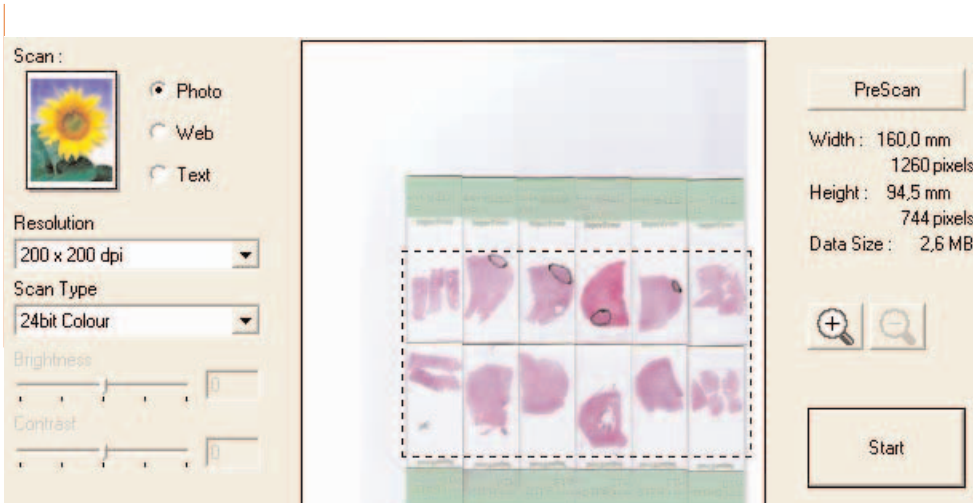 Scan :
Photo
Web
Text
Resolution
200 x 200 dpi
Scan Type
24bit Colour
Brightness
0
Contrast
0
PreScan
Width : 160,0 mm
1260 pixels
Height : 94,5 mm
744 pixels
Data Size : 2,6 MB
Start